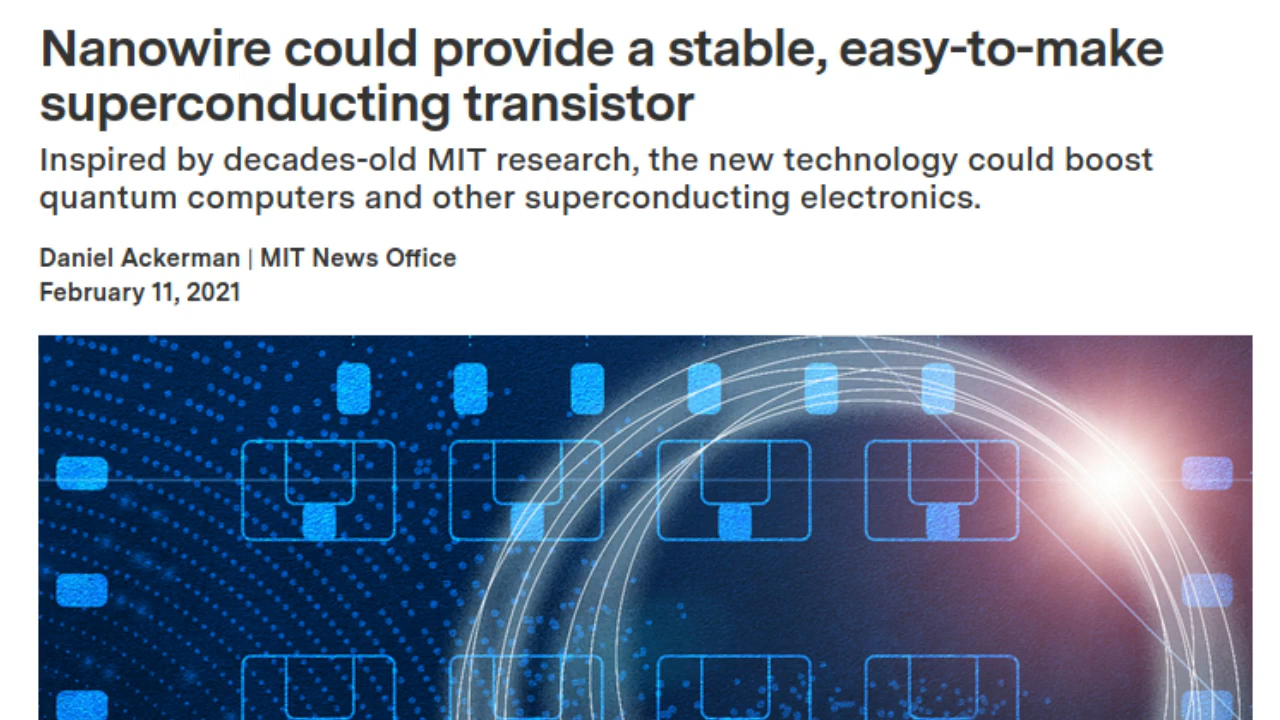 Nanowire could provide a stable, easy-to-make
superconducting transistor
Inspired by decades-old MIT research, the new technology could boost
quantum computers and other superconducting electronics.
Daniel Ackerman | MIT News Office
February 11, 2021